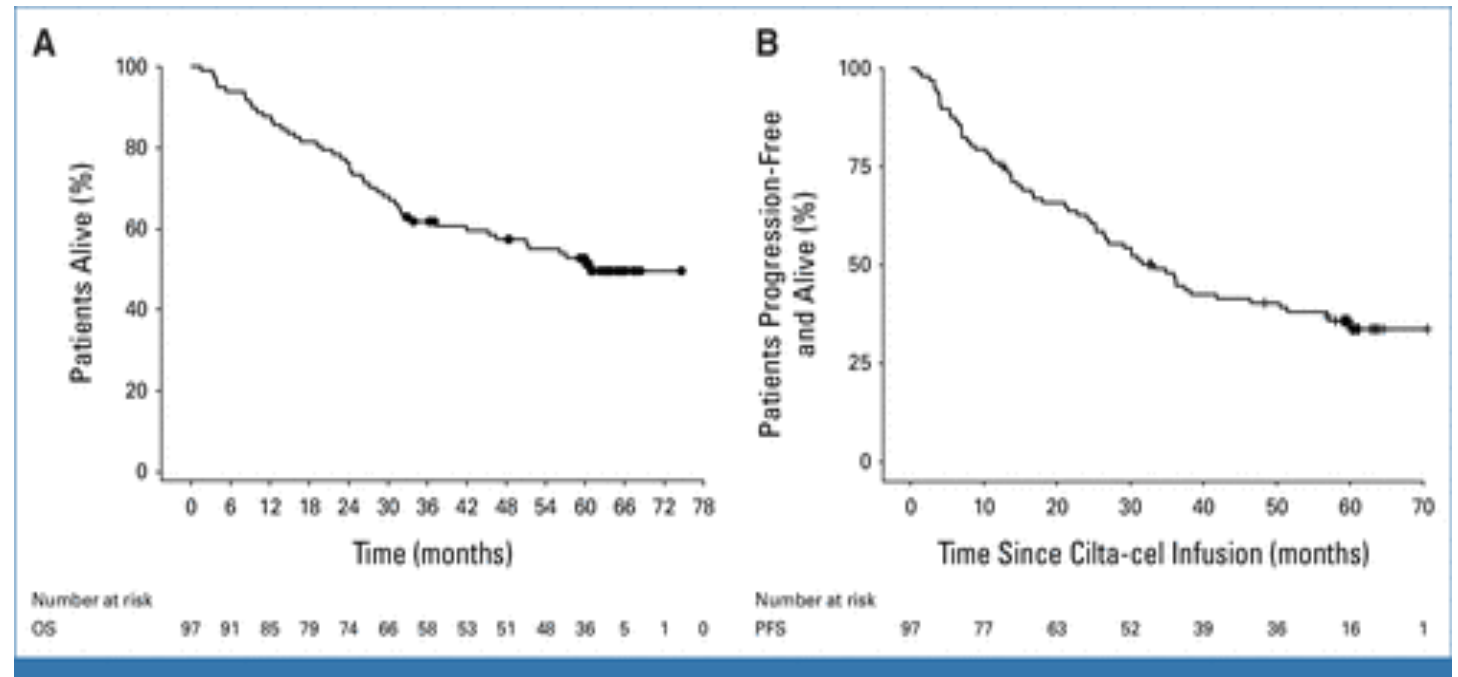 A
100
80
60
40
20
0
Patients Alive (%)
0 6 12 18 24 30 36 42 48 54 60 66 72 78
Time (months)
Number at risk
OS 97 91 85 79 74 66 58 53 51 48 36 5 1 0
B
100
75
50
25
0
Patients Progression-Free
and Alive (%)
0 10 20 30 40 50 60 70
Time Since Cilta-cel Infusion (months)
Number at risk
PFS 97 77 63 52 39 36 16 1